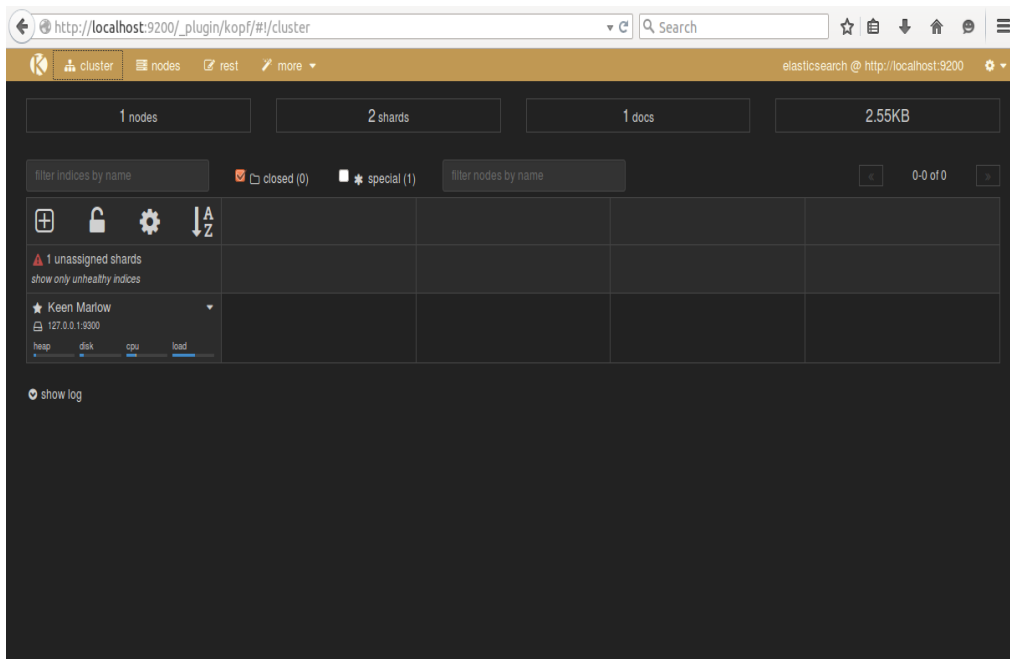 http://localhost:9200/_plugin/kopf/#!/cluster Search
cluster nodes rest more elasticsearch @ http://localhost:9200
1 nodes 2 shards 1 docs 2.55KB
filter indices by name closed (0) special (1) filter nodes by name « 0-0 of 0 »
A
Z
1 unassigned shards
show only unhealthy indices
Keen Marlow
127.0.0.1:9300
heap disk cpu load
show log